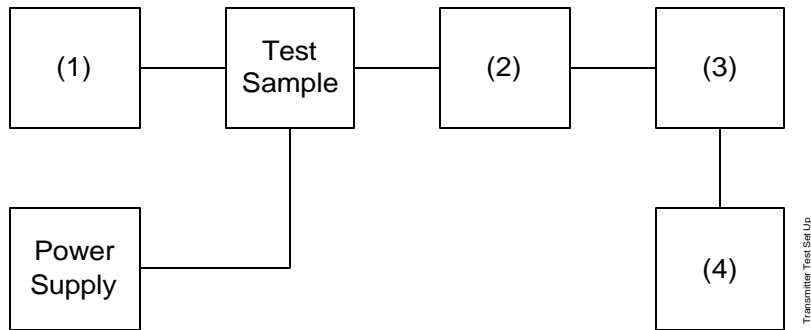 (1)
Test
Sample
(2)
(3)
Power
Supply
(4)
Transmitter Test Set Up